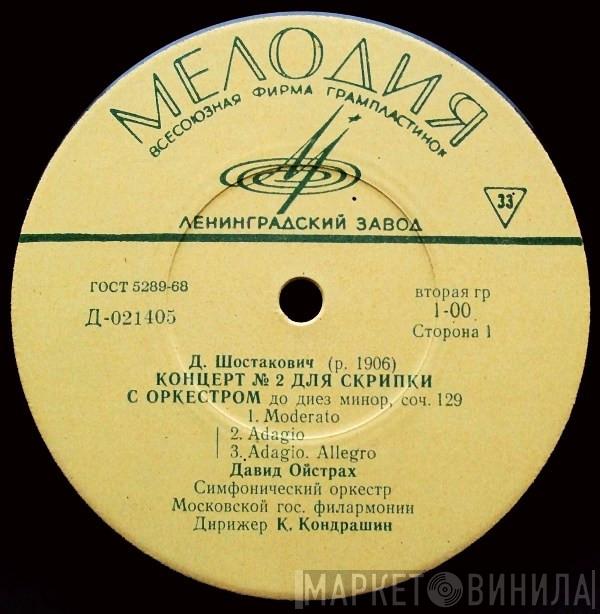 МЕЛОДИЯ
ВСЕСОЮЗНАЯ ФИРМА ГРАМПЛАСТИНОК
33
ЛЕНИНГРАДСКИЙ ЗАВОД
ГОСТ 5289-68
вторая гр
Д-021405
1-00
Сторона 1
Д. Шостакович (р. 1906)
КОНЦЕРТ № 2 ДЛЯ СКРИПКИ
С ОРКЕСТРОМ до диез минор, соч. 129
1. Moderato
2. Adagio
3. Adagio. Allegro
Давид Ойстрах
Симфонический оркестр
Московской гос. филармонии
Дирижер К. Кондрашин
МАРКЕТ ВИНИЛА